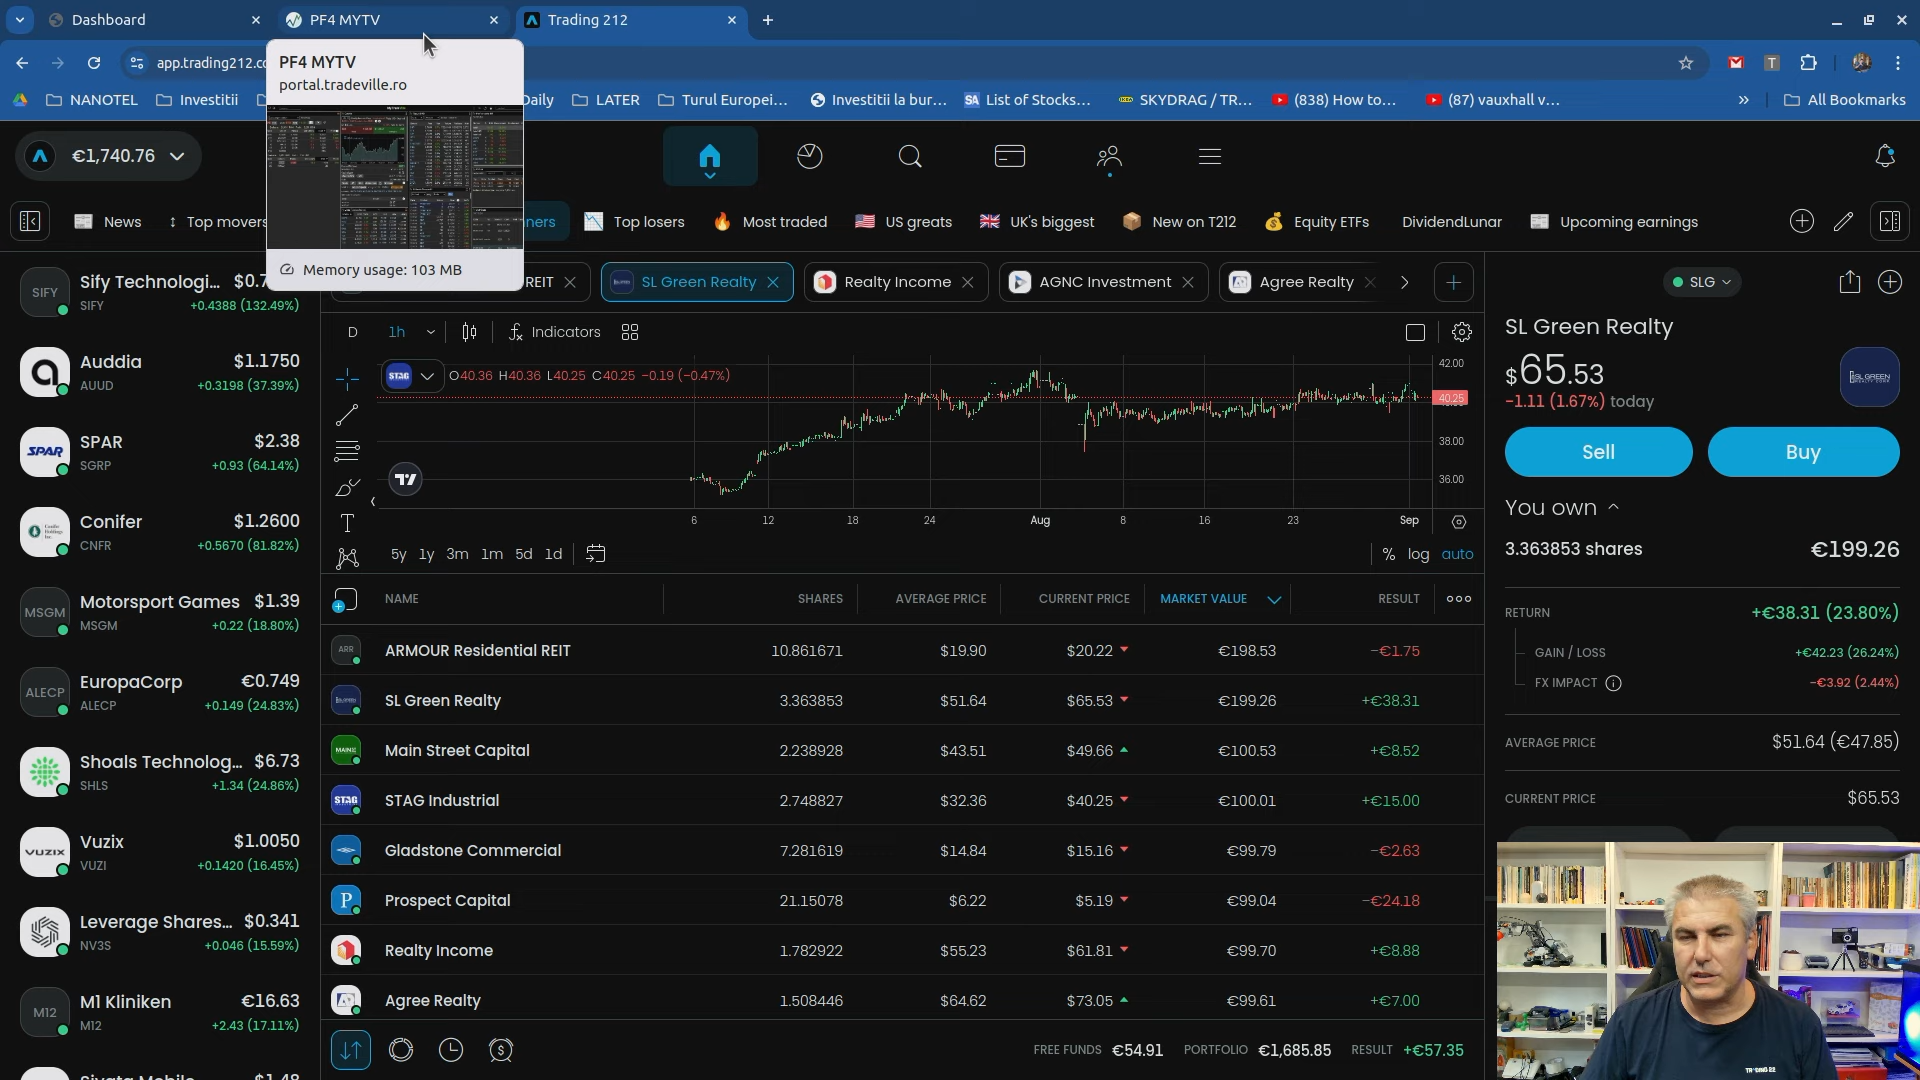 Dashboard
PF4 MYTV
Trading 212
app.trading212.co
PF4 MYTV
portal.tradeville.ro
Memory usage: 103 MB
NANOTEL
Investitii
Daily
LATER
Turul Europei...
Investitii la bur...
SA List of Stocks...
SKYDRAG / TR...
(838) How to...
(87) vauxhall v...
All Bookmarks
€1,740.76
News
Top movers
ners
Top losers
Most traded
US greats
UK's biggest
New on T212
Equity ETFs
DividendLunar
Upcoming earnings
SIFY
Sify Technologi...
$0.7
SIFY
+0.4388 (132.49%)
Auddia
$1.1750
AUUD
+0.3198 (37.39%)
SPAR
SPAR
$2.38
SGRP
+0.93 (64.14%)
Conifer
$1.2600
CNFR
+0.5670 (81.82%)
MSGM
Motorsport Games
$1.39
MSGM
+0.22 (18.80%)
ALECP
EuropaCorp
€0.749
ALECP
+0.149 (24.83%)
Shoals Technolog...
$6.73
SHLS
+1.34 (24.86%)
VUZIX
Vuzix
$1.0050
VUZI
+0.1420 (16.45%)
Leverage Shares...
$0.341
NV3S
+0.046 (15.59%)
M12
M1 Kliniken
€16.63
M12
+2.43 (17.11%)
REIT
SL Green Realty
Realty Income
AGNC Investment
Agree Realty
D
1h
Indicators
STAG
O40.36 H40.36 L40.25 C40.25 −0.19 (−0.47%)
42.00
40.25
38.00
36.00
6
12
18
24
Aug
8
16
23
Sep
5y
1y
3m
1m
5d
1d
%
log
auto
NAME
SHARES
AVERAGE PRICE
CURRENT PRICE
MARKET VALUE
RESULT
ARR
ARMOUR Residential REIT
10.861671
$19.90
$20.22
€198.53
−€1.75
SL Green Realty
3.363853
$51.64
$65.53
€199.26
+€38.31
MAIN
Main Street Capital
2.238928
$43.51
$49.66
€100.53
+€8.52
STAG
STAG Industrial
2.748827
$32.36
$40.25
€100.01
+€15.00
Gladstone Commercial
7.281619
$14.84
$15.16
€99.79
−€2.63
P
Prospect Capital
21.15078
$6.22
$5.19
€99.04
−€24.18
Realty Income
1.782922
$55.23
$61.81
€99.70
+€8.88
Agree Realty
1.508446
$64.62
$73.05
€99.61
+€7.00
FREE FUNDS €54.91
PORTFOLIO €1,685.85
RESULT +€57.35
SLG
SL Green Realty
$65.53
−1.11 (1.67%) today
SL GREEN
Sell
Buy
You own
3.363853 shares
€199.26
RETURN
+€38.31 (23.80%)
GAIN / LOSS
+€42.23 (26.24%)
FX IMPACT
−€3.92 (2.44%)
AVERAGE PRICE
$51.64 (€47.85)
CURRENT PRICE
$65.53